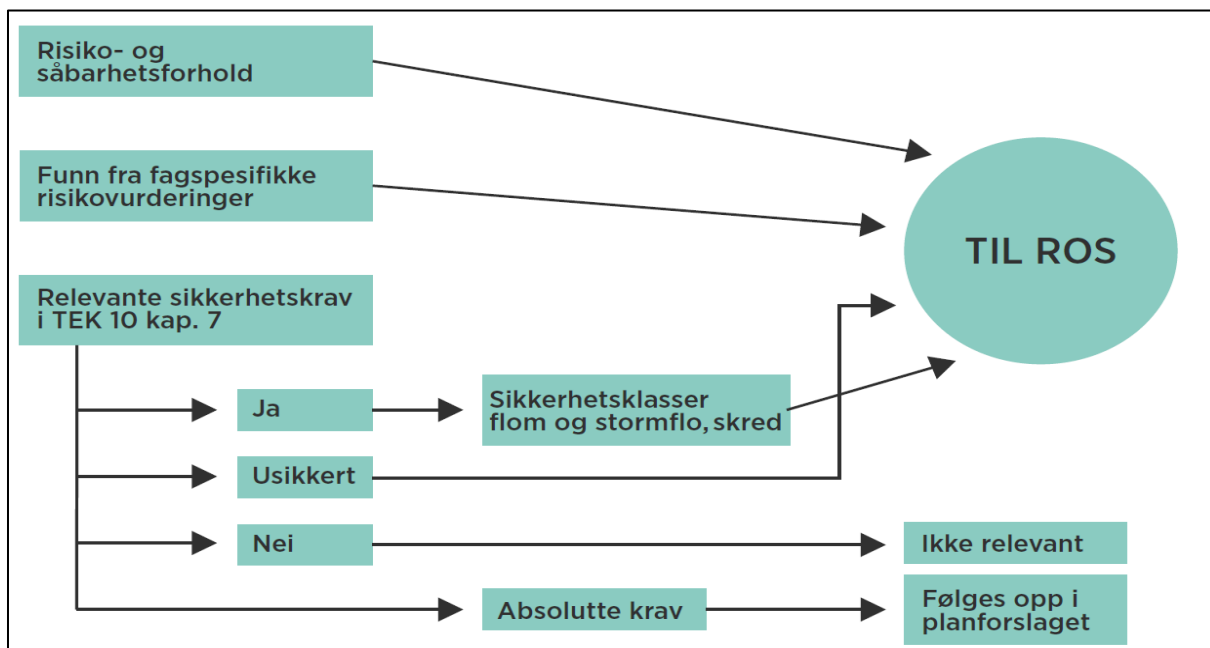 Risiko- og
såbarhetsforhold
Funn fra fagspesifikke
risikovurderinger
TIL ROS
Relevante sikkerhetskrav
i TEK 10 kap. 7
Ja
Sikkerhetsklasser
flom og stormflo, skred
Usikkert
Nei
Ikke relevant
Absolutte krav
Følges opp i
planforslaget